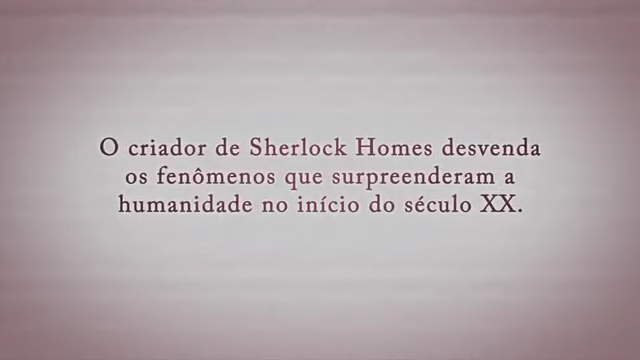 O criador de Sherlock Homes desvenda
os fenômenos que surpreenderam a
humanidade no início do século XX.